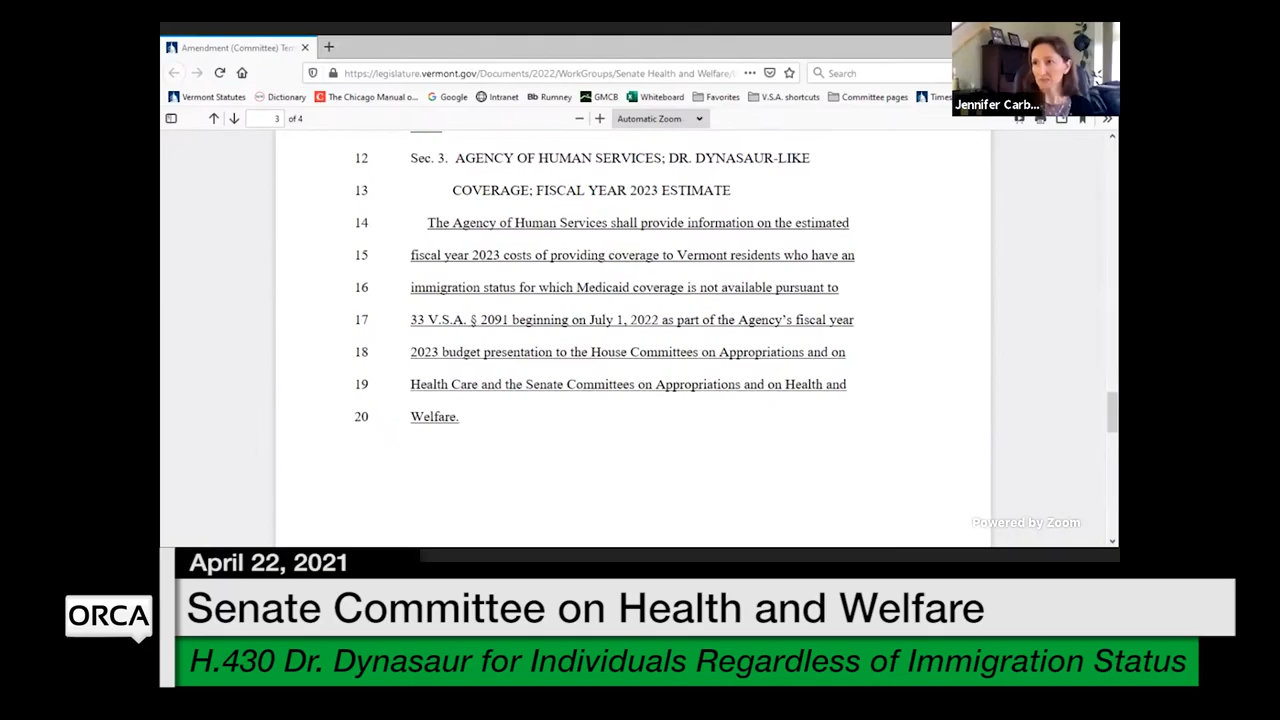 Amendment (Committee) Ten
https://legislature.vermont.gov/Documents/2022/WorkGroups/Senate Health and Welfare/
Search
Vermont Statutes
Dictionary
The Chicago Manual o...
Google
Intranet
Bb Rumney
GMCB
Whiteboard
Favorites
V.S.A. shortcuts
Committee pages
Times
Jennifer Carb...
3 of 4
Automatic Zoom
12 Sec. 3. AGENCY OF HUMAN SERVICES; DR. DYNASAUR-LIKE
13 COVERAGE; FISCAL YEAR 2023 ESTIMATE
14 The Agency of Human Services shall provide information on the estimated
15 fiscal year 2023 costs of providing coverage to Vermont residents who have an
16 immigration status for which Medicaid coverage is not available pursuant to
17 33 V.S.A. § 2091 beginning on July 1, 2022 as part of the Agency's fiscal year
18 2023 budget presentation to the House Committees on Appropriations and on
19 Health Care and the Senate Committees on Appropriations and on Health and
20 Welfare.
Powered by Zoom
April 22, 2021
ORCA
Senate Committee on Health and Welfare
H.430 Dr. Dynasaur for Individuals Regardless of Immigration Status